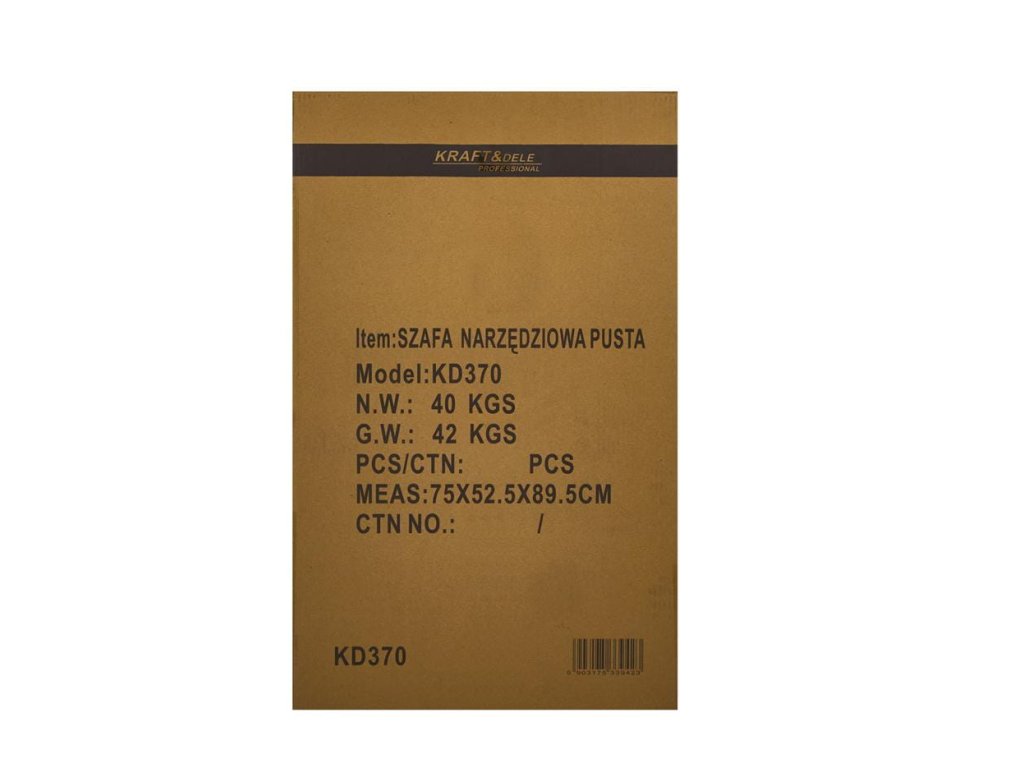 KRAFT&DELE
PROFESSIONAL
Item:SZAFA NARZĘDZIOWA PUSTA
Model:KD370
N.W.: 40 KGS
G.W.: 42 KGS
PCS/CTN: PCS
MEAS:75X52.5X89.5CM
CTN NO.: /
KD370